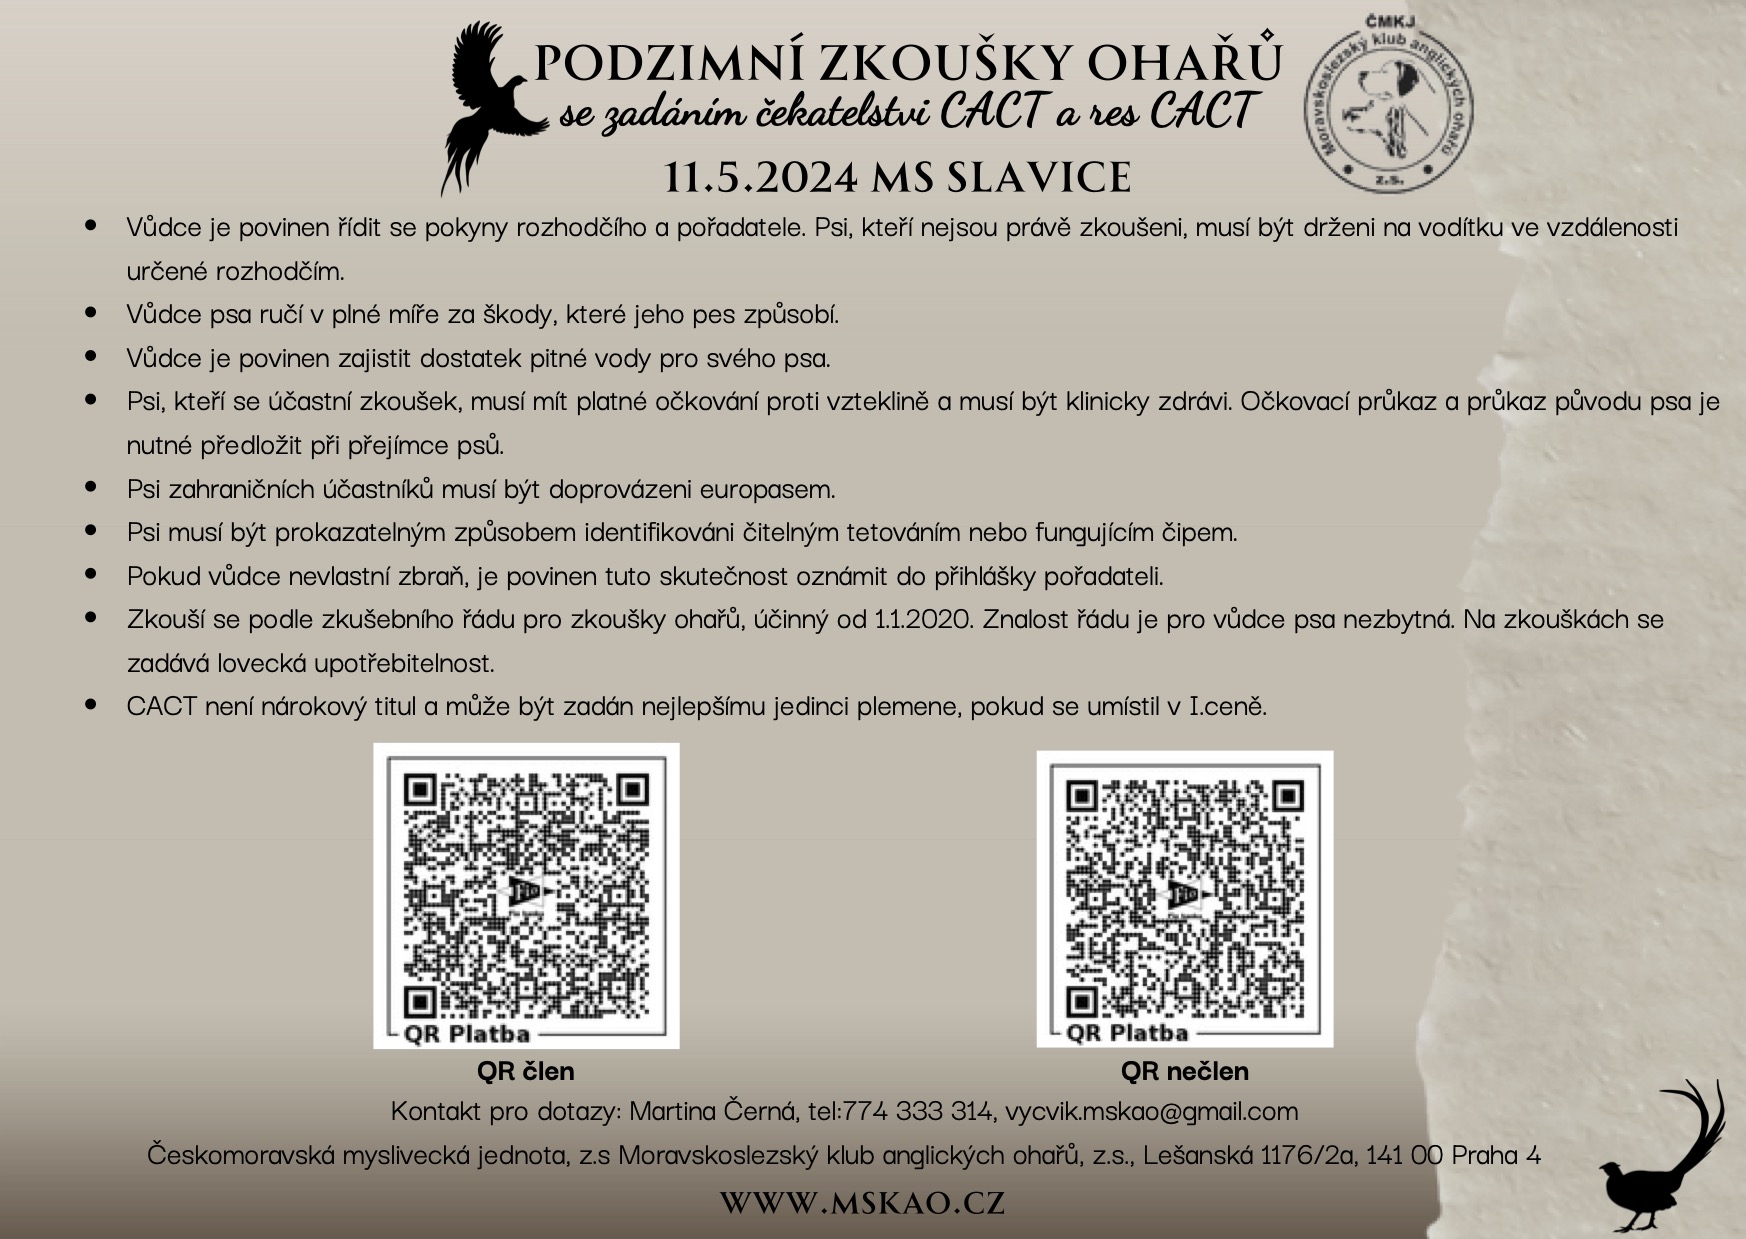 PODZIMNÍ ZKOUŠKY OHAŘŮ
se zadáním čekatelství CACT a res CACT
11.5.2024 MS SLAVICE
ČMKJ
Moravskoslezský klub anglických ohařů
z.s.
• Vůdce je povinen řídit se pokyny rozhodčího a pořadatele. Psi, kteří nejsou právě zkoušeni, musí být drženi na vodítku ve vzdálenosti
určené rozhodčím.
• Vůdce psa ručí v plné míře za škody, které jeho pes způsobí.
• Vůdce je povinen zajistit dostatek pitné vody pro svého psa.
• Psi, kteří se účastní zkoušek, musí mít platné očkování proti vzteklině a musí být klinicky zdrávi. Očkovací průkaz a průkaz původu psa je
nutné předložit při přejímce psů.
• Psi zahraničních účastníků musí být doprovázeni europasem.
• Psi musí být prokazatelným způsobem identifikováni čitelným tetováním nebo fungujícím čipem.
• Pokud vůdce nevlastní zbraň, je povinen tuto skutečnost oznámit do přihlášky pořadateli.
• Zkouší se podle zkušebního řádu pro zkoušky ohařů, účinný od 1.1.2020. Znalost řádu je pro vůdce psa nezbytná. Na zkouškách se
zadává lovecká upotřebitelnost.
• CACT není nárokový titul a může být zadán nejlepšímu jedinci plemene, pokud se umístil v I.ceně.
QR Platba
QR Platba
QR člen
QR nečlen
Kontakt pro dotazy: Martina Černá, tel:774 333 314, vycvik.mskao@gmail.com
Českomoravská myslivecká jednota, z.s Moravskoslezský klub anglických ohařů, z.s., Lešanská 1176/2a, 141 00 Praha 4
WWW.MSKAO.CZ